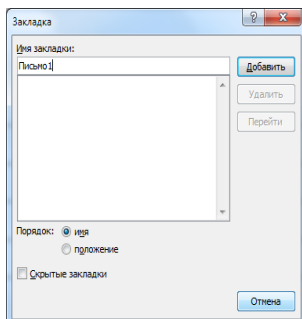 Закладка
Имя закладки:
Письмо1
Добавить
Удалить
Перейти
Порядок: имя
положение
Скрытые закладки
Отмена